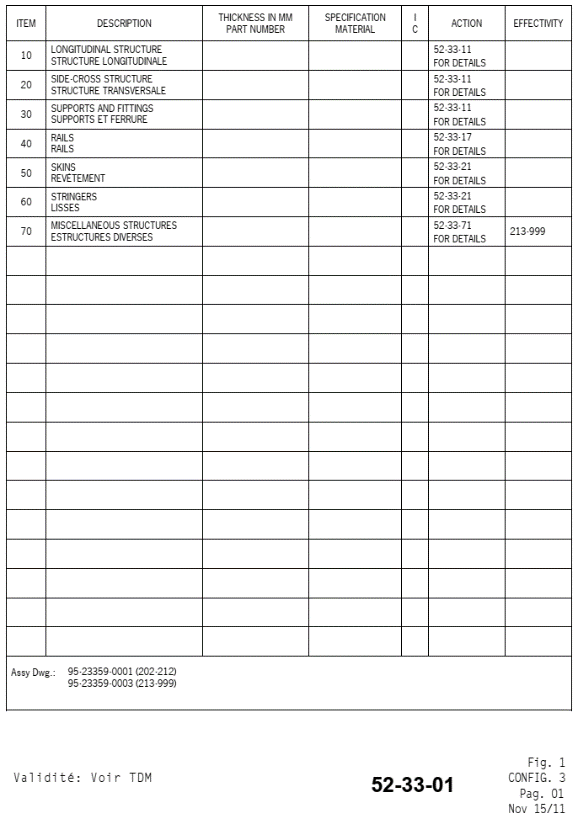 ITEM DESCRIPTION THICKNESS IN MM PART NUMBER SPECIFICATION MATERIAL I C ACTION EFFECTIVITY
10 LONGITUDINAL STRUCTURE 52-33-11
STRUCTURE LONGITUDINALE FOR DETAILS
20 SIDE-CROSS STRUCTURE 52-33-11
STRUCTURE TRANSVERSALE FOR DETAILS
30 SUPPORTS AND FITTINGS 52-33-11
SUPPORTS ET FERRURE FOR DETAILS
40 RAILS 52-33-17
RAILS FOR DETAILS
50 SKINS 52-33-21
REVETEMENT FOR DETAILS
60 STRINGERS 52-33-21
LISSES FOR DETAILS
70 MISCELLANEOUS STRUCTURES 52-33-71 213-999
ESTRUCTURES DIVERSES FOR DETAILS
Assy Dwg.: 95-23359-0001 (202-212)
95-23359-0003 (213-999)
Validité: Voir TDM
52-33-01
Fig. 1
CONFIG. 3
Pag. 01
Nov 15/11